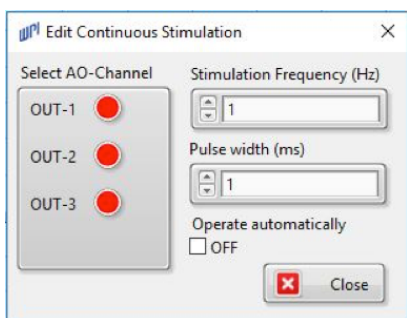 WPI Edit Continuous Stimulation
Select AO-Channel
OUT-1
OUT-2
OUT-3
Stimulation Frequency (Hz)
1
Pulse width (ms)
1
Operate automatically
OFF
Close